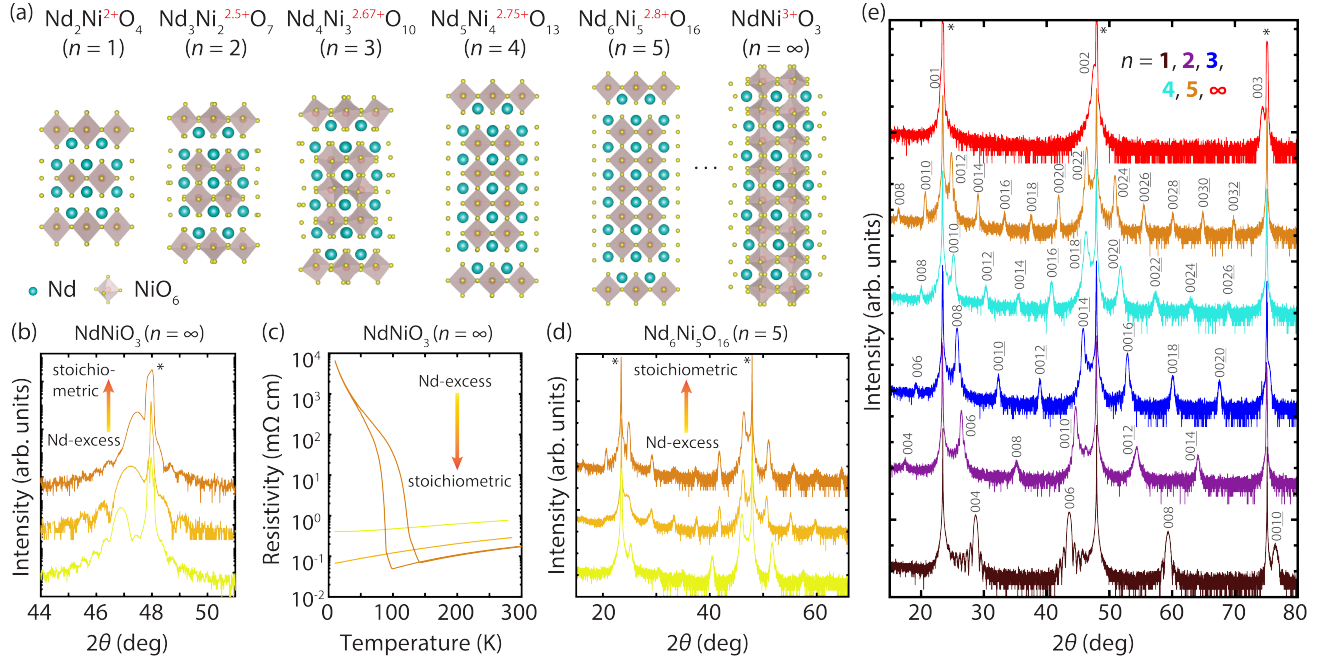 (a)
Nd2Ni2+O4
(n = 1)
Nd3Ni22.5+O7
(n = 2)
Nd4Ni32.67+O10
(n = 3)
Nd5Ni42.75+O13
(n = 4)
Nd6Ni52.8+O16
(n = 5)
NdNi3+O3
(n = ∞)
...
Nd
NiO6
(b)
NdNiO3(n = ∞)
stoichio-
metric
Nd-excess
*
Intensity (arb. units)
44 46 48 50
2θ (deg)
(c)
NdNiO3(n = ∞)
Nd-excess
stoichiometric
Resistivity (mΩ cm)
10^4
10^3
10^2
10^1
10^0
10^-1
10^-2
0 100 200 300
Temperature (K)
(d)
Nd6Ni5O16(n = 5)
* *
stoichiometric
Nd-excess
Intensity (arb. units)
20 40 60
2θ (deg)
(e)
n = 1, 2, 3,
4, 5, ∞
* * *
001 002 003
008 0010 0012 0014 0016 0018 0020 0022 0024 0026 0028 0030 0032
008 0010 0012 0014 0016 0018 0020 0022 0024 0026
006 008 0010 0012 0014 0016 0018 0020
004 006 008 0010 0012 0014
004 006 008 0010
Intensity (arb. units)
20 30 40 50 60 70 80
2θ (deg)